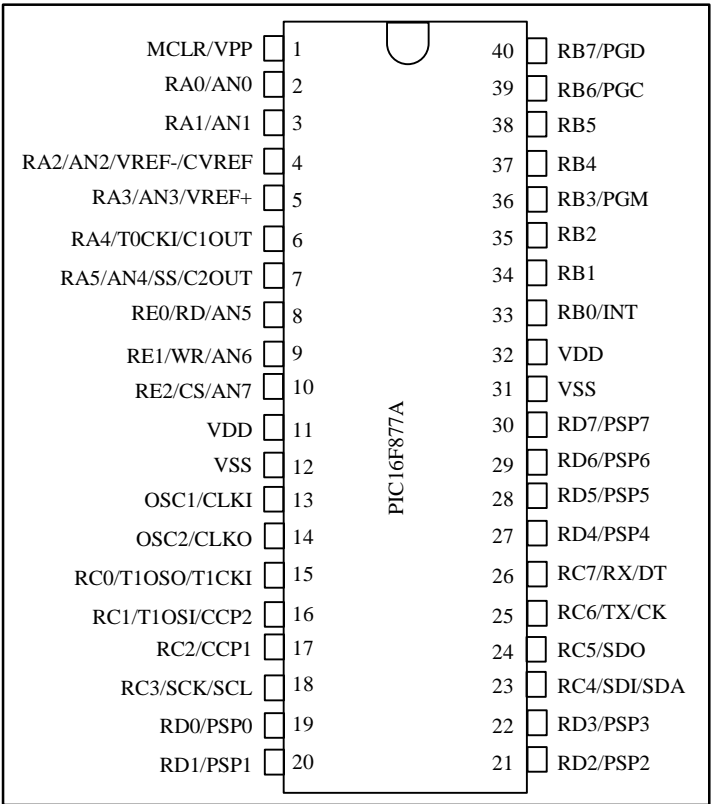 MCLR/VPP 1 40 RB7/PGD
RA0/AN0 2 39 RB6/PGC
RA1/AN1 3 38 RB5
RA2/AN2/VREF-/CVREF 4 37 RB4
RA3/AN3/VREF+ 5 36 RB3/PGM
RA4/T0CKI/C1OUT 6 35 RB2
RA5/AN4/SS/C2OUT 7 34 RB1
RE0/RD/AN5 8 33 RB0/INT
RE1/WR/AN6 9 32 VDD
RE2/CS/AN7 10 31 VSS
VDD 11 30 RD7/PSP7
VSS 12 29 RD6/PSP6
OSC1/CLKI 13 28 RD5/PSP5
OSC2/CLKO 14 27 RD4/PSP4
RC0/T1OSO/T1CKI 15 26 RC7/RX/DT
RC1/T1OSI/CCP2 16 25 RC6/TX/CK
RC2/CCP1 17 24 RC5/SDO
RC3/SCK/SCL 18 23 RC4/SDI/SDA
RD0/PSP0 19 22 RD3/PSP3
RD1/PSP1 20 21 RD2/PSP2
PIC16F877A